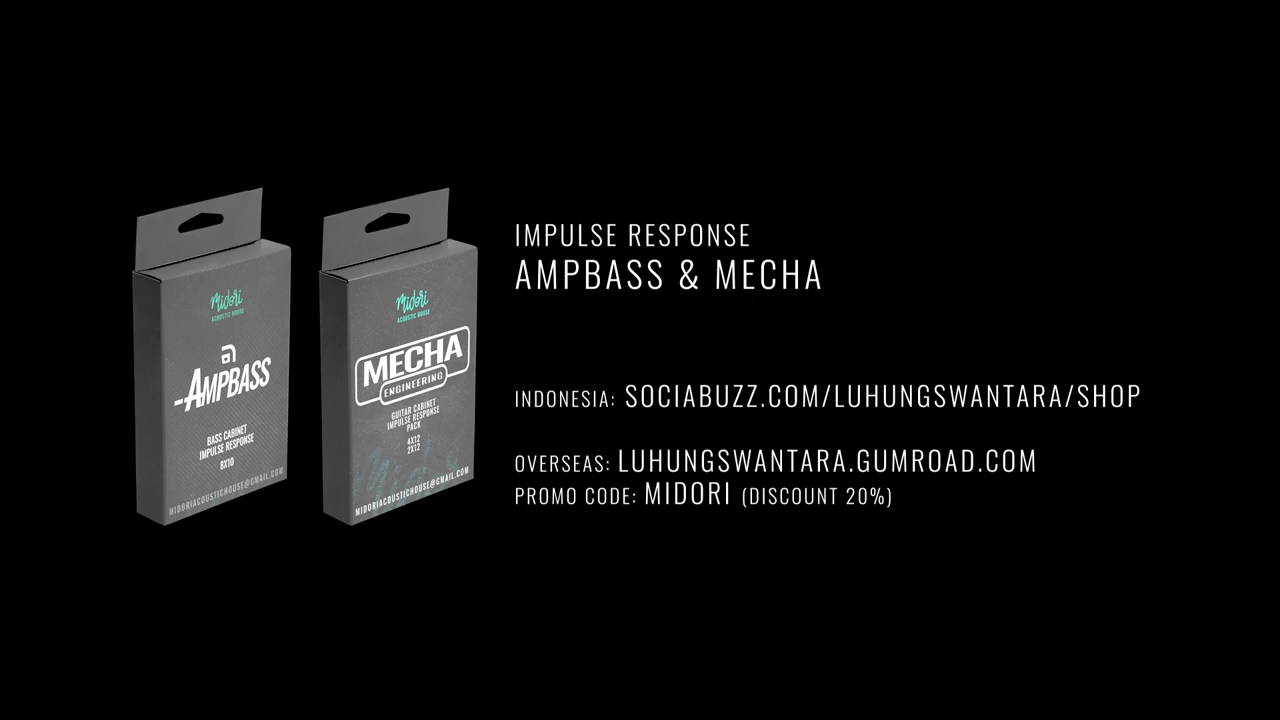 Midori
ACOUSTIC HOUSE
a
AMPBASS
BASS CABINET
IMPULSE RESPONSE
8X10
MIDORIACOUSTICHOUSE@GMAIL.COM
Midori
ACOUSTIC HOUSE
MECHA
ENGINEERING
GUITAR CABINET
IMPULSE RESPONSE
PACK
4X12
2X12
MIDORIACOUSTICHOUSE@GMAIL.COM
IMPULSE RESPONSE
AMPBASS & MECHA
INDONESIA: SOCIABUZZ.COM/LUHUNGSWANTARA/SHOP
OVERSEAS: LUHUNGSWANTARA.GUMROAD.COM
PROMO CODE: MIDORI (DISCOUNT 20%)